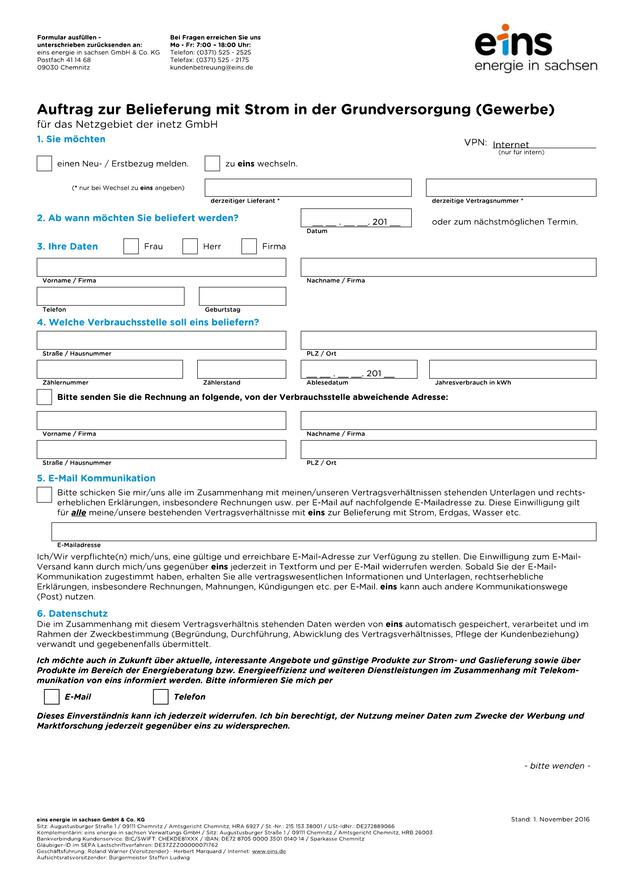 Formular ausfüllen -
unterschrieben zurücksenden an:
eins energie in sachsen GmbH & Co. KG
Postfach 41 14 68
09030 Chemnitz
Bei Fragen erreichen Sie uns
Mo - Fr: 7:00 – 18:00 Uhr:
Telefon: (0371) 525 - 2525
Telefax: (0371) 525 - 2175
kundenbetreuung@eins.de
eins
energie in sachsen
Auftrag zur Belieferung mit Strom in der Grundversorgung (Gewerbe)
für das Netzgebiet der inetz GmbH
1. Sie möchten
VPN: Internet
(nur für intern)
einen Neu- / Erstbezug melden.
zu eins wechseln.
(* nur bei Wechsel zu eins angeben)
derzeitiger Lieferant *
derzeitige Vertragsnummer *
2. Ab wann möchten Sie beliefert werden?
__ __ . __ __. 201 __
oder zum nächstmöglichen Termin.
Datum
3. Ihre Daten
Frau
Herr
Firma
Vorname / Firma
Nachname / Firma
Telefon
Geburtstag
4. Welche Verbrauchsstelle soll eins beliefern?
Straße / Hausnummer
PLZ / Ort
__ __ . __ __. 201 __
Zählernummer
Zählerstand
Ablesedatum
Jahresverbrauch in kWh
Bitte senden Sie die Rechnung an folgende, von der Verbrauchsstelle abweichende Adresse:
Vorname / Firma
Nachname / Firma
Straße / Hausnummer
PLZ / Ort
5. E-Mail Kommunikation
Bitte schicken Sie mir/uns alle im Zusammenhang mit meinen/unseren Vertragsverhältnissen stehenden Unterlagen und rechts-
erheblichen Erklärungen, insbesondere Rechnungen usw. per E-Mail auf nachfolgende E-Mailadresse zu. Diese Einwilligung gilt
für alle meine/unsere bestehenden Vertragsverhältnisse mit eins zur Belieferung mit Strom, Erdgas, Wasser etc.
E-Mailadresse
Ich/Wir verpflichte(n) mich/uns, eine gültige und erreichbare E-Mail-Adresse zur Verfügung zu stellen. Die Einwilligung zum E-Mail-
Versand kann durch mich/uns gegenüber eins jederzeit in Textform und per E-Mail widerrufen werden. Sobald Sie der E-Mail-
Kommunikation zugestimmt haben, erhalten Sie alle vertragswesentlichen Informationen und Unterlagen, rechtserhebliche
Erklärungen, insbesondere Rechnungen, Mahnungen, Kündigungen etc. per E-Mail. eins kann auch andere Kommunikationswege
(Post) nutzen.
6. Datenschutz
Die im Zusammenhang mit diesem Vertragsverhältnis stehenden Daten werden von eins automatisch gespeichert, verarbeitet und im
Rahmen der Zweckbestimmung (Begründung, Durchführung, Abwicklung des Vertragsverhältnisses, Pflege der Kundenbeziehung)
verwandt und gegebenenfalls übermittelt.
Ich möchte auch in Zukunft über aktuelle, interessante Angebote und günstige Produkte zur Strom- und Gaslieferung sowie über
Produkte im Bereich der Energieberatung bzw. Energieeffizienz und weiteren Dienstleistungen im Zusammenhang mit Telekom-
munikation von eins informiert werden. Bitte informieren Sie mich per
E-Mail
Telefon
Dieses Einverständnis kann ich jederzeit widerrufen. Ich bin berechtigt, der Nutzung meiner Daten zum Zwecke der Werbung und
Marktforschung jederzeit gegenüber eins zu widersprechen.
- bitte wenden -
eins energie in sachsen GmbH & Co. KG
Stand: 1. November 2016
Sitz: Augustusburger Straße 1 / 09111 Chemnitz / Amtsgericht Chemnitz, HRA 6927 / St.-Nr.: 215 153 38001 / USt-IdNr.: DE272889066
Komplementärin: eins energie in sachsen Verwaltungs GmbH / Sitz: Augustusburger Straße 1 / 09111 Chemnitz / Amtsgericht Chemnitz, HRB 26003
Bankverbindung Kundenservice: BIC/SWIFT: CHEKDE81XXX / IBAN: DE72 8705 0000 3501 0140 14 / Sparkasse Chemnitz
Gläubiger-ID im SEPA Lastschriftverfahren: DE37ZZZ00000071762
Geschäftsführung: Roland Warner (Vorsitzender) · Herbert Marquard / Internet: www.eins.de
Aufsichtsratsvorsitzender: Bürgermeister Steffen Ludwig